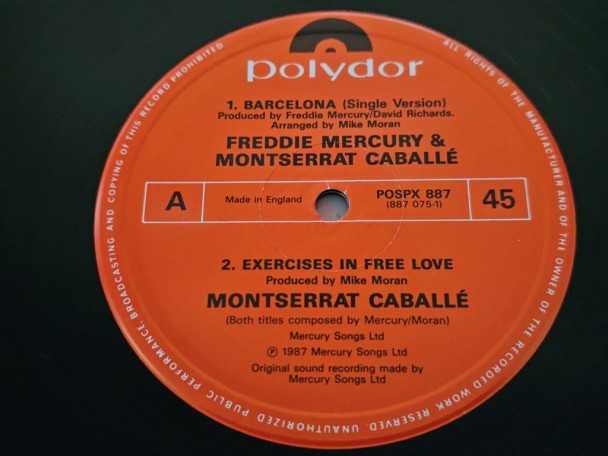 polydor
1. BARCELONA (Single Version)
Produced by Freddie Mercury/David Richards.
Arranged by Mike Moran
FREDDIE MERCURY &
MONTSERRAT CABALLÉ
A
Made in England
POSPX 887
(887 075-1)
45
2. EXERCISES IN FREE LOVE
Produced by Mike Moran
MONTSERRAT CABALLÉ
(Both titles composed by Mercury/Moran)
Mercury Songs Ltd
℗ 1987 Mercury Songs Ltd
Original sound recording made by
Mercury Songs Ltd
ALL RIGHTS OF THE MANUFACTURER AND OF THE OWNER OF THE RECORDED WORK RESERVED. UNAUTHORIZED PUBLIC PERFORMANCE, BROADCASTING AND COPYING OF THIS RECORD PROHIBITED